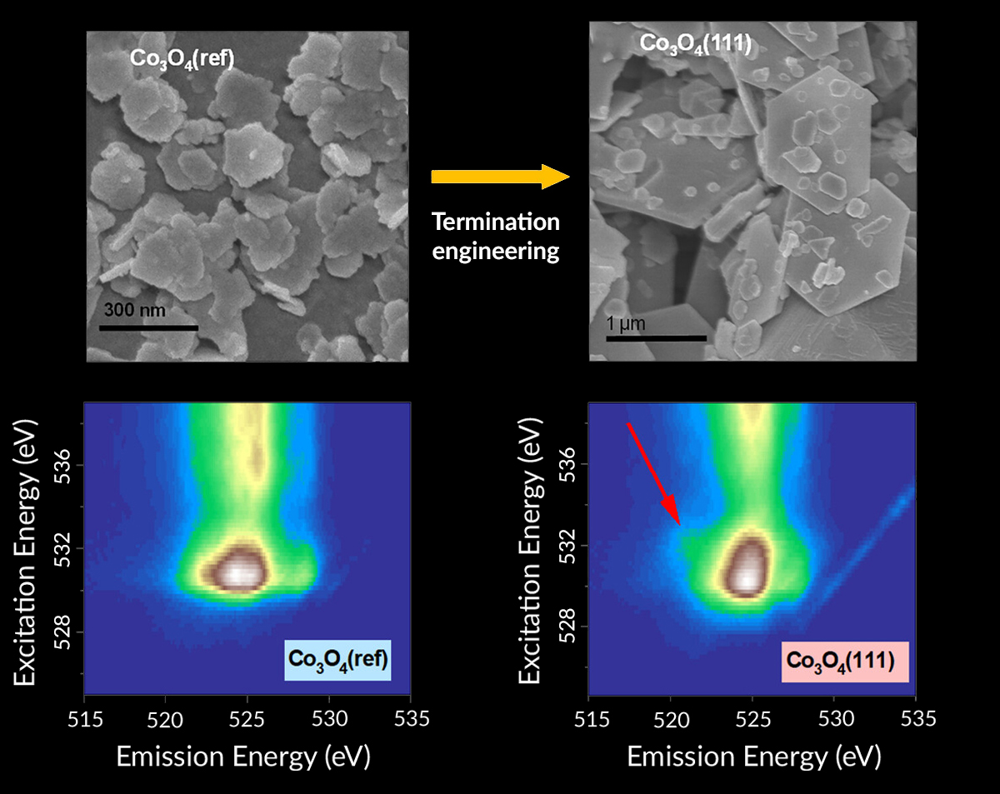 Co₃O₄(ref)
300 nm
Termination
engineering
Co₃O₄(111)
1 µm
Excitation Energy (eV)
536
532
528
Co₃O₄(ref)
515 520 525 530 535
Emission Energy (eV)
Excitation Energy (eV)
536
532
528
Co₃O₄(111)
515 520 525 530 535
Emission Energy (eV)